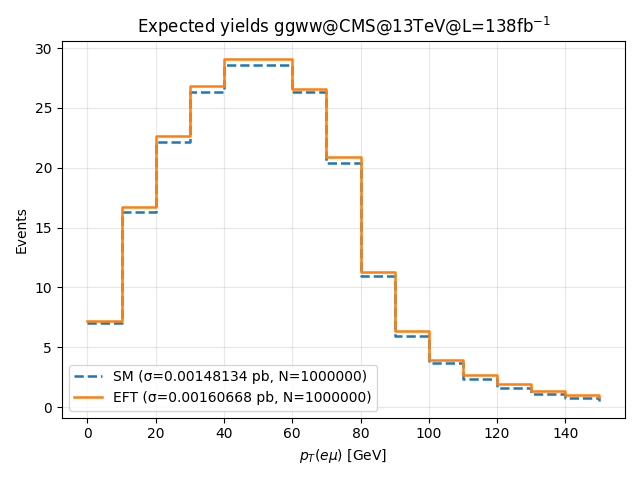 Expected yields ggww@CMS@13TeV@L=138fb⁻¹
Events
30
25
20
15
10
5
0
SM (σ=0.00148134 pb, N=1000000)
EFT (σ=0.00160668 pb, N=1000000)
0 20 40 60 80 100 120 140
p_T(eμ) [GeV]